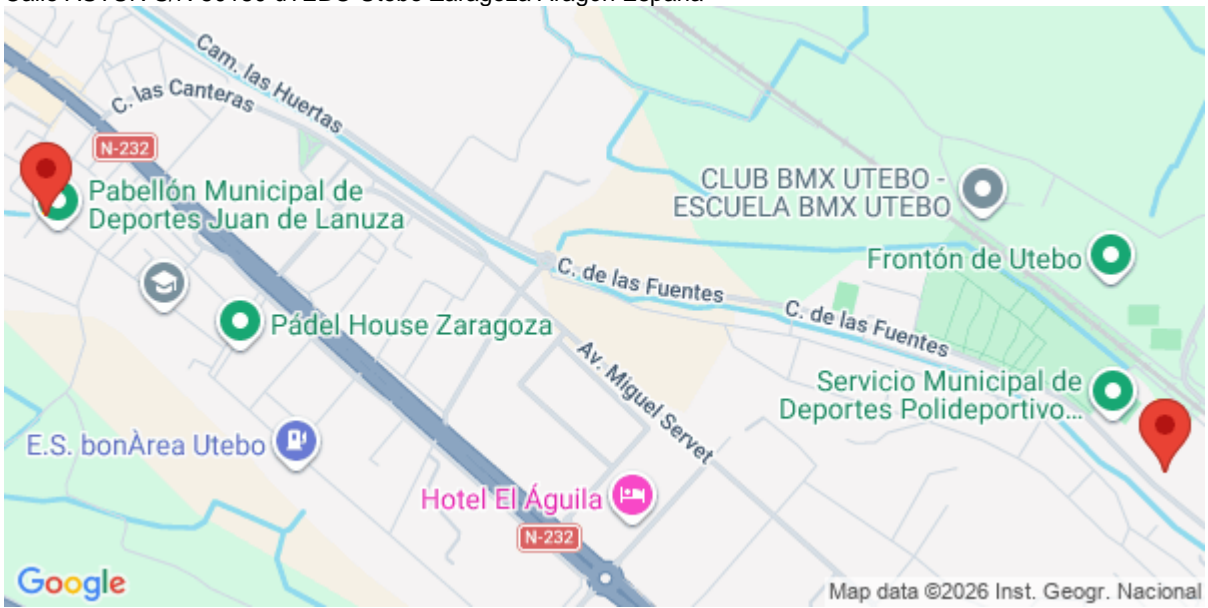 Cam. las Huertas
C. las Canteras
N-232
Pabellón Municipal de
Deportes Juan de Lanuza
CLUB BMX UTEBO -
ESCUELA BMX UTEBO
Frontón de Utebo
C. de las Fuentes
C. de las Fuentes
Pádel House Zaragoza
Av. Miguel Servet
Servicio Municipal de
Deportes Polideportivo...
E.S. bonÀrea Utebo
Hotel El Águila
N-232
Google
Map data ©2026 Inst. Geogr. Nacional